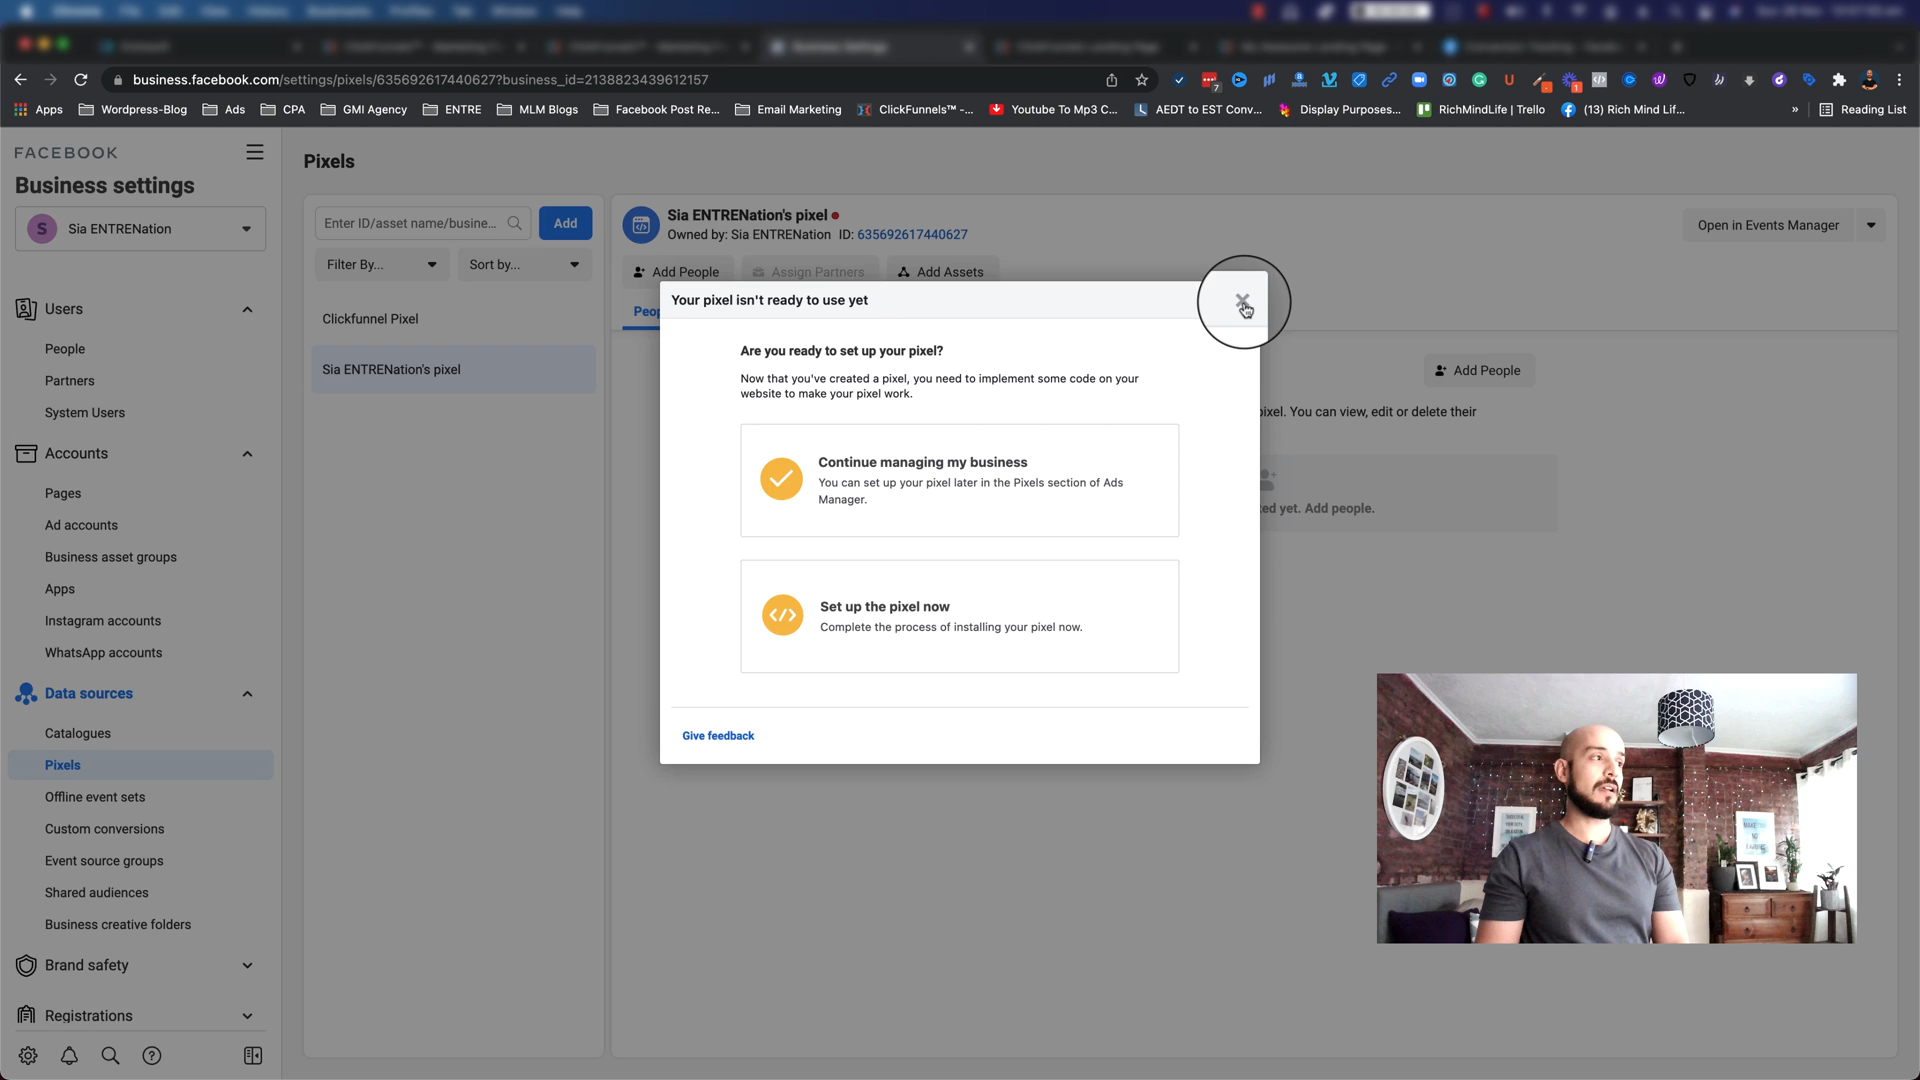 business.facebook.com/settings/pixels/635692617440627?business_id=2138823439612157
7
1
Apps
Wordpress-Blog
Ads
CPA
GMI Agency
ENTRE
MLM Blogs
Facebook Post Re...
Email Marketing
ClickFunnels™ -...
Youtube To Mp3 C...
AEDT to EST Conv...
Display Purposes...
RichMindLife | Trello
(13) Rich Mind Lif...
»
Reading List
FACEBOOK
Business settings
S
Sia ENTRENation
Users
People
Partners
System Users
Accounts
Pages
Ad accounts
Business asset groups
Apps
Instagram accounts
WhatsApp accounts
Data sources
Catalogues
Pixels
Offline event sets
Custom conversions
Event source groups
Shared audiences
Business creative folders
Brand safety
Registrations
Pixels
Enter ID/asset name/busine...
Add
Filter By...
Sort by...
Clickfunnel Pixel
Sia ENTRENation's pixel
Sia ENTRENation's pixel
Owned by: Sia ENTRENation ID: 635692617440627
Open in Events Manager
Add People
Assign Partners
Add Assets
Peop
Add People
pixel. You can view, edit or delete their
ed yet. Add people.
Your pixel isn't ready to use yet
Are you ready to set up your pixel?
Now that you've created a pixel, you need to implement some code on your
website to make your pixel work.
Continue managing my business
You can set up your pixel later in the Pixels section of Ads
Manager.
Set up the pixel now
Complete the process of installing your pixel now.
Give feedback